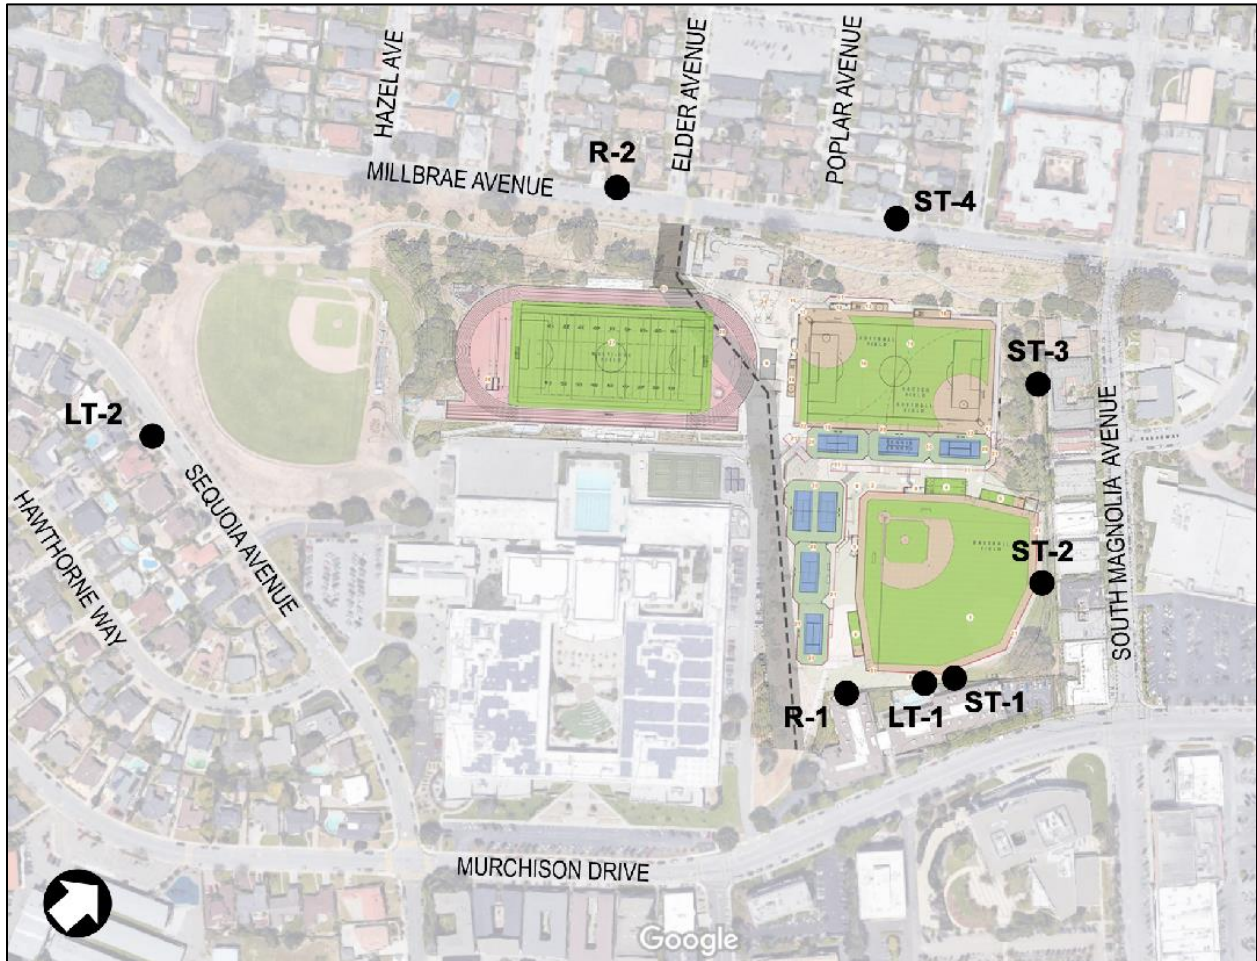 HAZEL AVE
ELDER AVENUE
POPLAR AVENUE
R-2
MILLBRAE AVENUE
ST-4
ST-3
LT-2
SEQUOIA AVENUE
HAWTHORNE WAY
SOUTH MAGNOLIA AVENUE
ST-2
ST-1
LT-1
R-1
MURCHISON DRIVE
Google